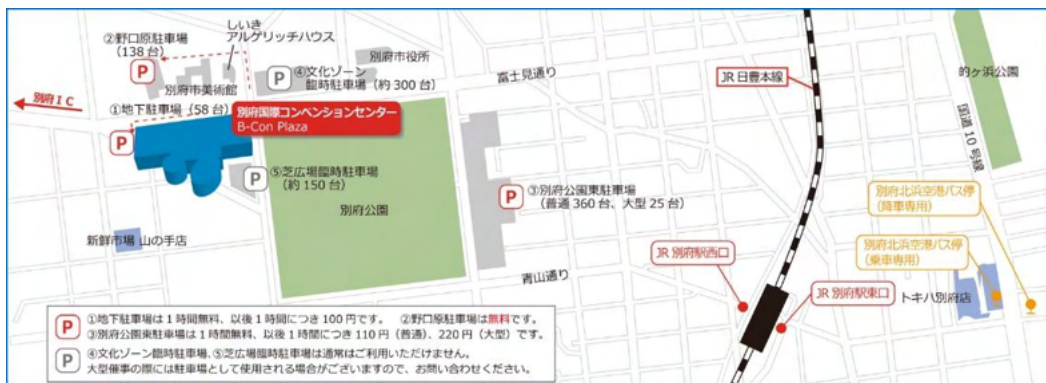 しいき
アルゲリッチハウス
②野口原駐車場
(138台)
P
別府市美術館
P
④文化ゾーン
臨時駐車場(約300台)
別府市役所
富士見通り
JR日豊本線
的ヶ浜公園
国道10号線
別府IC
①地下駐車場(58台)
P
別府国際コンベンションセンター
B-Con Plaza
P
⑤芝広場臨時駐車場
(約150台)
別府公園
P
③別府公園東駐車場
(普通360台、大型25台)
別府北浜空港バス停
(降車専用)
新鮮市場 山の手店
青山通り
JR別府駅西口
別府北浜空港バス停
(乗車専用)
JR別府駅東口
トキハ別府店
P
①地下駐車場は1時間無料、以後1時間につき100円です。 ②野口原駐車場は無料です。
③別府公園東駐車場は1時間無料、以後1時間につき110円(普通)、220円(大型)です。
P
④文化ゾーン臨時駐車場、⑤芝広場臨時駐車場は通常はご利用いただけません。
大型催事の際には駐車場として使用される場合がございますので、お問い合わせください。